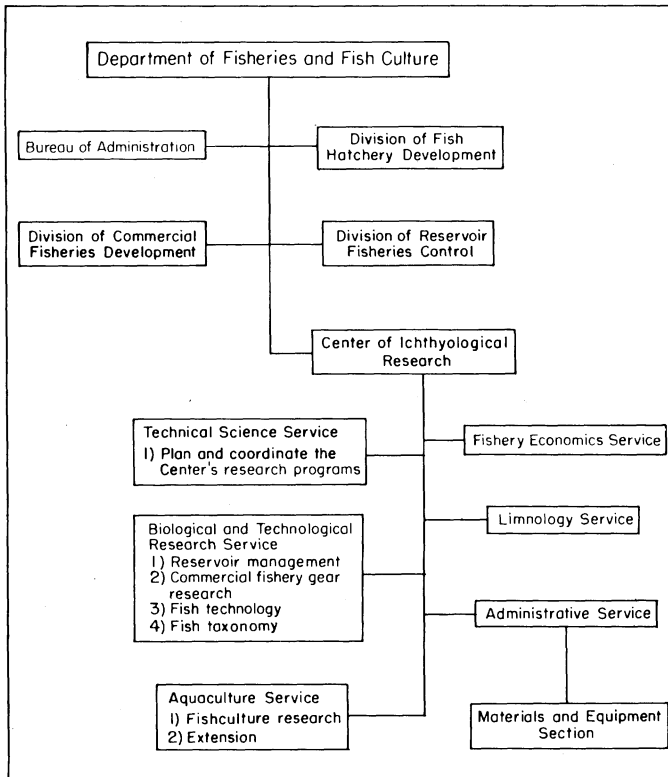 Department of Fisheries and Fish Culture
Bureau of Administration
Division of Fish
Hatchery Development
Division of Commercial
Fisheries Development
Division of Reservoir
Fisheries Control
Center of Ichthyological
Research
Technical Science Service
1) Plan and coordinate the
Center's research programs
Fishery Economics Service
Limnology Service
Biological and Technological
Research Service
1) Reservoir management
2) Commercial fishery gear
research
3) Fish technology
4) Fish taxonomy
Administrative Service
Aquaculture Service
1) Fishculture research
2) Extension
Materials and Equipment
Section